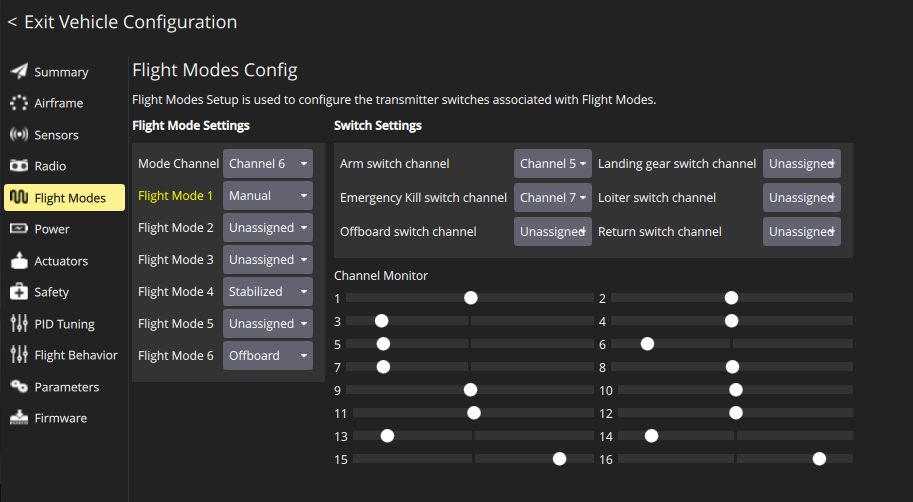 < Exit Vehicle Configuration
Summary
Airframe
Sensors
Radio
Flight Modes
Power
Actuators
Safety
PID Tuning
Flight Behavior
Parameters
Firmware
Flight Modes Config
Flight Modes Setup is used to configure the transmitter switches associated with Flight Modes.
Flight Mode Settings
Mode Channel Channel 6
Flight Mode 1 Manual
Flight Mode 2 Unassigned
Flight Mode 3 Unassigned
Flight Mode 4 Stabilized
Flight Mode 5 Unassigned
Flight Mode 6 Offboard
Switch Settings
Arm switch channel Channel 5 Landing gear switch channel Unassigned
Emergency Kill switch channel Channel 7 Loiter switch channel Unassigned
Offboard switch channel Unassigned Return switch channel Unassigned
Channel Monitor
1 2
3 4
5 6
7 8
9 10
11 12
13 14
15 16